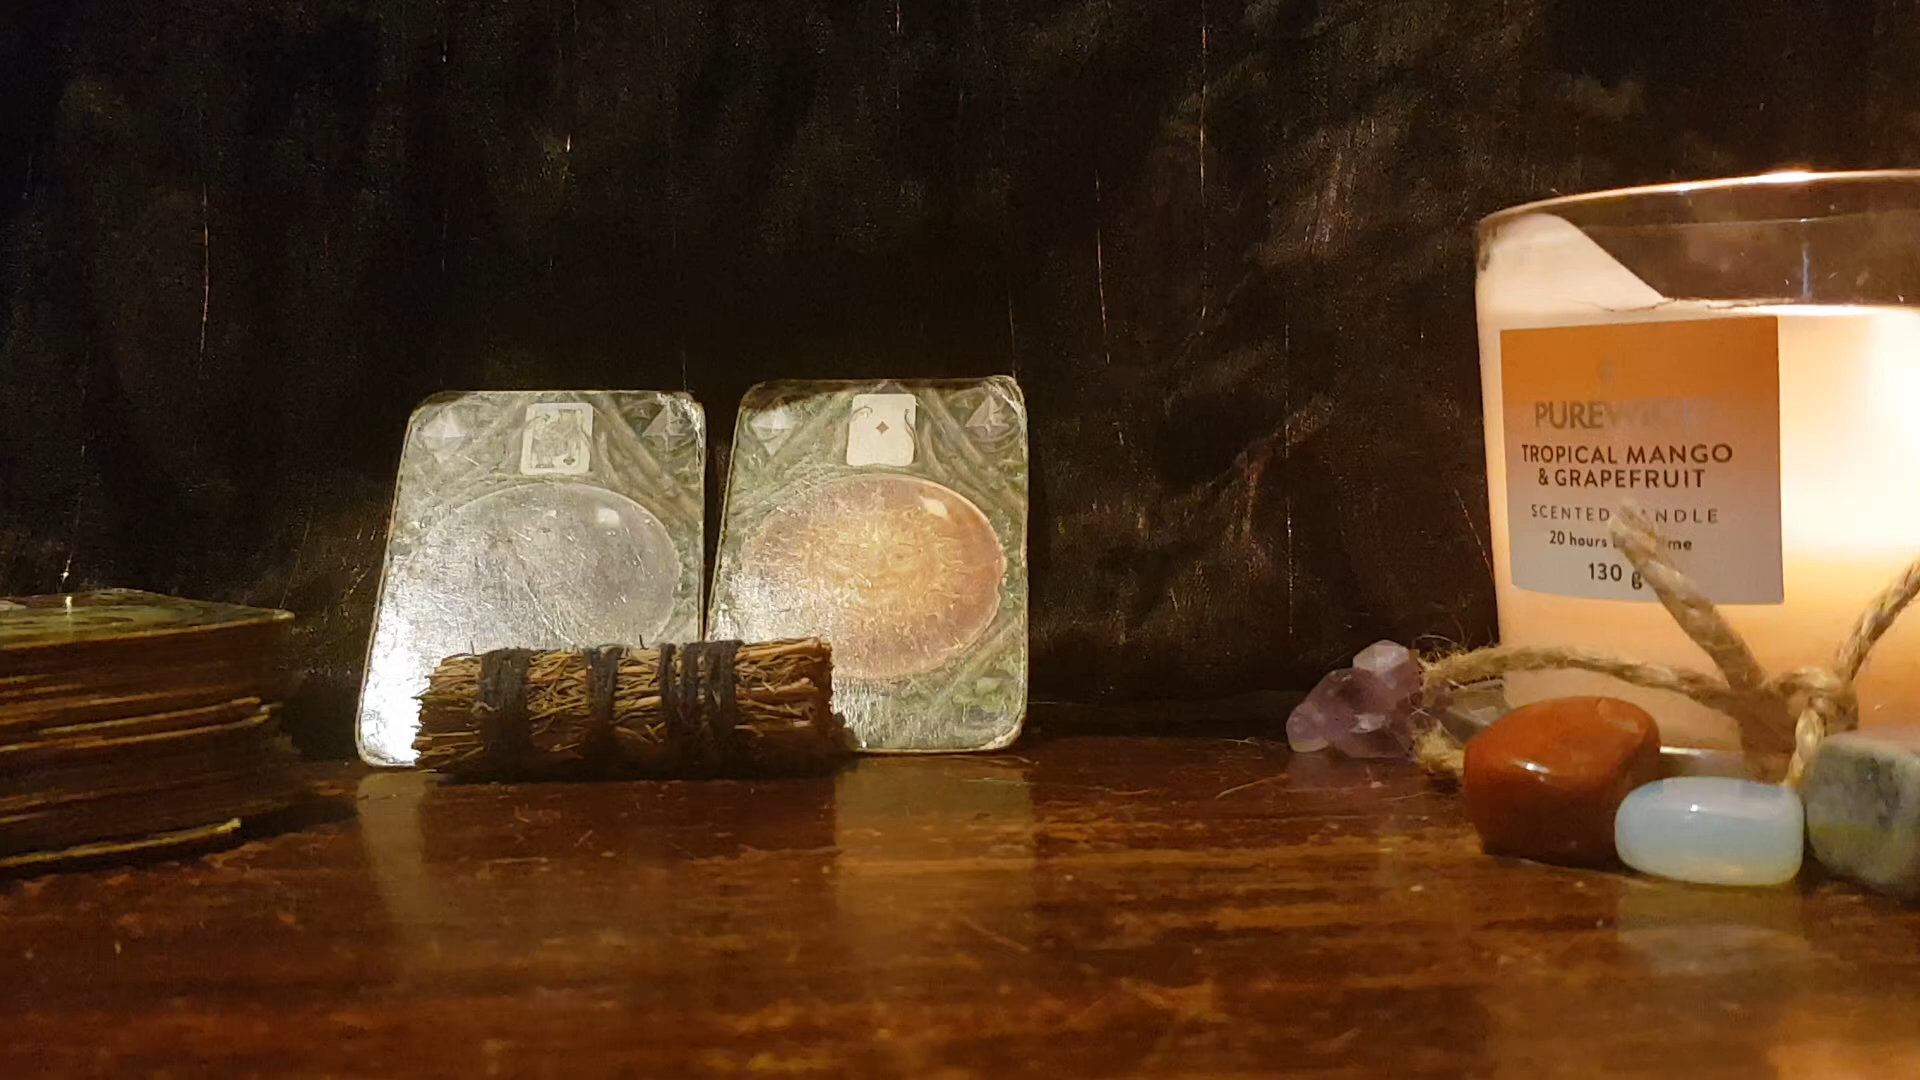 TROPICAL MANGO
& GRAPEFRUIT
SCENTED
20 hours
130 g